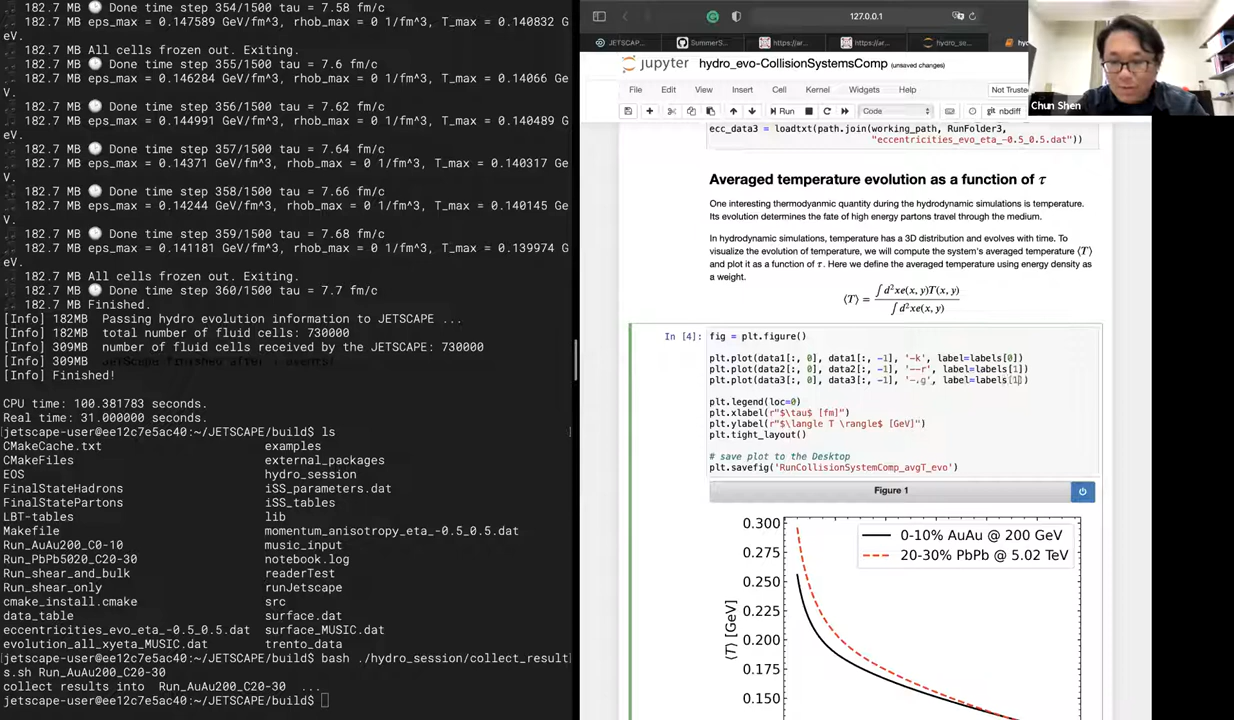 182.7 MB Done time step 354/1500 tau = 7.58 fm/c
182.7 MB eps_max = 0.147589 GeV/fm^3, rhob_max = 0 1/fm^3, T_max = 0.140832 G
eV.
182.7 MB All cells frozen out. Exiting.
182.7 MB Done time step 355/1500 tau = 7.6 fm/c
182.7 MB eps_max = 0.146284 GeV/fm^3, rhob_max = 0 1/fm^3, T_max = 0.14066 Ge
V.
182.7 MB Done time step 356/1500 tau = 7.62 fm/c
182.7 MB eps_max = 0.144991 GeV/fm^3, rhob_max = 0 1/fm^3, T_max = 0.140489 G
eV.
182.7 MB Done time step 357/1500 tau = 7.64 fm/c
182.7 MB eps_max = 0.14371 GeV/fm^3, rhob_max = 0 1/fm^3, T_max = 0.140317 Ge
V.
182.7 MB Done time step 358/1500 tau = 7.66 fm/c
182.7 MB eps_max = 0.14244 GeV/fm^3, rhob_max = 0 1/fm^3, T_max = 0.140145 Ge
V.
182.7 MB Done time step 359/1500 tau = 7.68 fm/c
182.7 MB eps_max = 0.141181 GeV/fm^3, rhob_max = 0 1/fm^3, T_max = 0.139974 G
eV.
182.7 MB All cells frozen out. Exiting.
182.7 MB Done time step 360/1500 tau = 7.7 fm/c
182.7 MB Finished.
[Info] 182MB Passing hydro evolution information to JETSCAPE ...
[Info] 182MB total number of fluid cells: 730000
[Info] 309MB number of fluid cells received by the JETSCAPE: 730000
[Info] 309MB JetScape finished after 1 events!
[Info] Finished!
CPU time: 100.381783 seconds.
Real time: 31.000000 seconds.
[jetscape-user@ee12c7e5ac40:~/JETSCAPE/build$ ls
CMakeCache.txt examples
CMakeFiles external_packages
EOS hydro_session
FinalStateHadrons iSS_parameters.dat
FinalStatePartons iSS_tables
LBT-tables lib
Makefile momentum_anisotropy_eta_-0.5_0.5.dat
Run_AuAu200_C0-10 music_input
Run_PbPb5020_C20-30 notebook.log
Run_shear_and_bulk readerTest
Run_shear_only runJetscape
cmake_install.cmake src
data_table surface.dat
eccentricities_evo_eta_-0.5_0.5.dat surface_MUSIC.dat
evolution_all_xyeta_MUSIC.dat trento_data
[jetscape-user@ee12c7e5ac40:~/JETSCAPE/build$ bash ./hydro_session/collect_result
s.sh Run_AuAu200_C20-30
collect results into Run_AuAu200_C20-30 ...
jetscape-user@ee12c7e5ac40:~/JETSCAPE/build$
127.0.0.1
JETSCAP...
SummerS...
https://ar...
https://ar...
hydro_se...
hyd
jupyter hydro_evo-CollisionSystemsComp (unsaved changes)
File Edit View Insert Cell Kernel Widgets Help
Not Trusted
Run Code nbdiff
Chun Shen
ecc_data3 = loadtxt(path.join(working_path, RunFolder3,
"eccentricities_evo_eta_-0.5_0.5.dat"))
Averaged temperature evolution as a function of τ
One interesting thermodyanmic quantity during the hydrodynamic simulations is temperature.
Its evolution determines the fate of high energy partons travel through the medium.
In hydrodynamic simulations, temperature has a 3D distribution and evolves with time. To
visualize the evolution of temperature, we will compute the system's averaged temperature ⟨T⟩
and plot it as a function of τ. Here we define the averaged temperature using energy density as
a weight.
⟨T⟩ = ∫ d²xe(x, y)T(x, y) / ∫ d²xe(x, y)
In [4]: fig = plt.figure()
plt.plot(data1[:, 0], data1[:, -1], '-k', label=labels[0])
plt.plot(data2[:, 0], data2[:, -1], '--r', label=labels[1])
plt.plot(data3[:, 0], data3[:, -1], '-.g', label=labels[1])
plt.legend(loc=0)
plt.xlabel(r"$\tau$ [fm]")
plt.ylabel(r"$\langle T \rangle$ [GeV]")
plt.tight_layout()
# save plot to the Desktop
plt.savefig('RunCollisionSystemComp_avgT_evo')
Figure 1
0.300
0.275
0.250
0.225
0.200
0.175
0.150
⟨T⟩ [GeV]
0-10% AuAu @ 200 GeV
20-30% PbPb @ 5.02 TeV